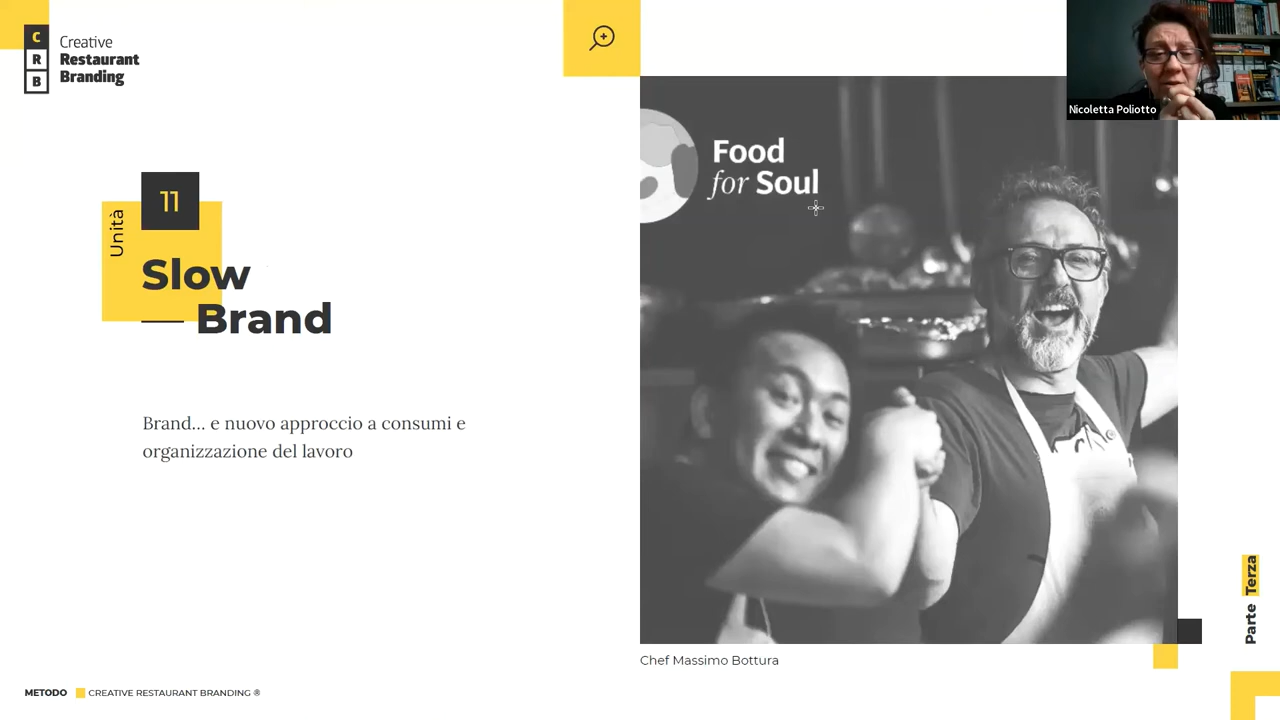 C
R
B
Creative
Restaurant
Branding
11
Unità
Slow
Brand
Brand... e nuovo approccio a consumi e
organizzazione del lavoro
Food
for Soul
Nicoletta Poliotto
Chef Massimo Bottura
Parte Terza
METODO CREATIVE RESTAURANT BRANDING ®